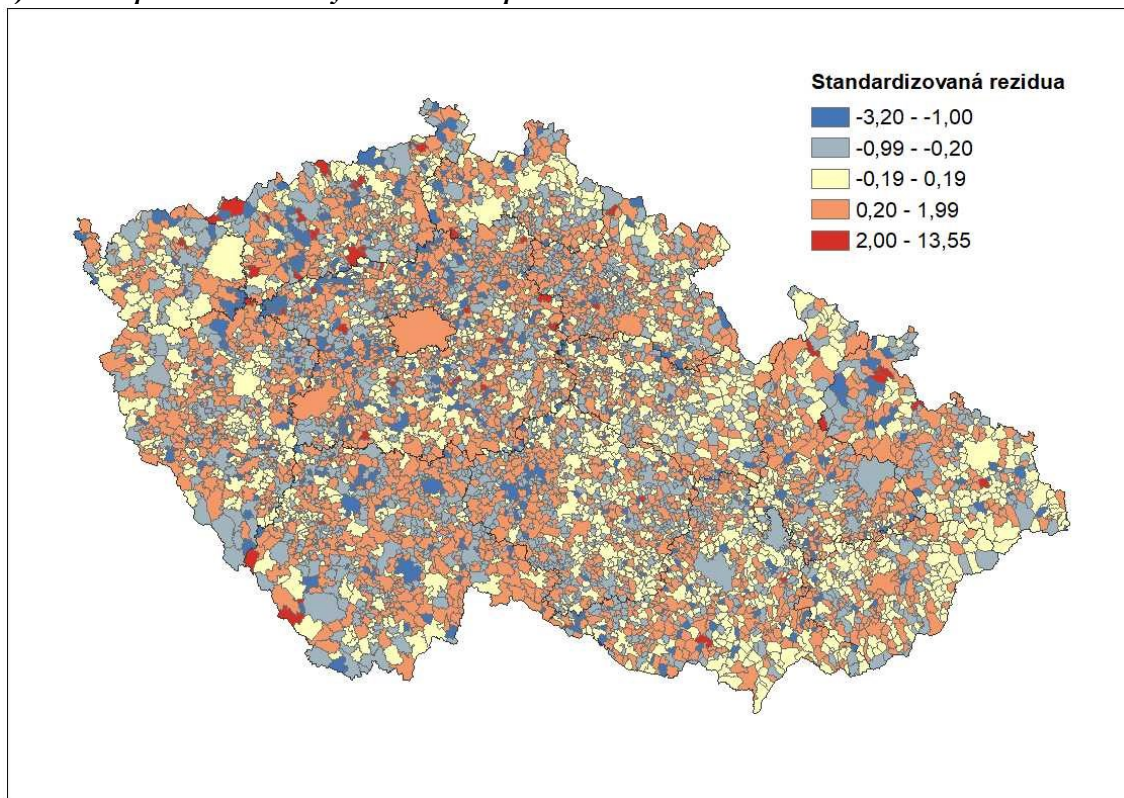 Standardizovaná rezidua
-3,20 - -1,00
-0,99 - -0,20
-0,19 - 0,19
0,20 - 1,99
2,00 - 13,55